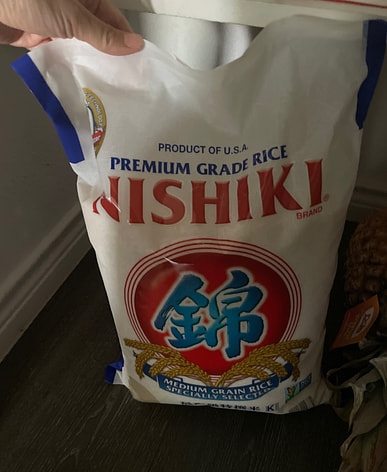 PRODUCT OF U.S.A.
PREMIUM GRADE RICE
NISHIKI®
BRAND
錦
MEDIUM GRAIN RICE
SPECIALLY SELECTED